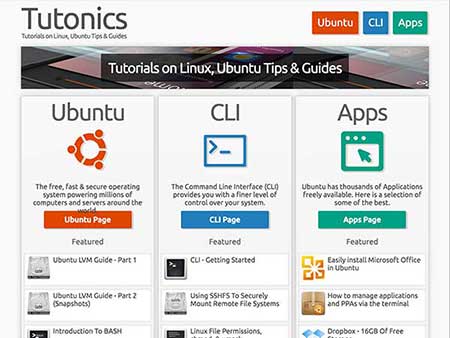 Tutonics
Tutorials on Linux, Ubuntu Tips & Guides
Ubuntu
CLI
Apps
Tutorials on Linux, Ubuntu Tips & Guides
Ubuntu
The free, fast & secure operating
system powering millions of
computers and servers around the
world
Ubuntu Page
Featured
Ubuntu LVM Guide - Part 1
Ubuntu LVM Guide - Part 2
(Snapshots)
Introduction To BASH
CLI
The Command Line Interface (CLI)
provides you with a finer level of
control over your system.
CLI Page
Featured
CLI - Getting Started
Using SSHFS To Securely
Mount Remote File Systems
Linux File Permissions,
Apps
Ubuntu has thousands of Applications
freely available. Here is a selection of
some of the best.
Apps Page
Featured
Easily install Microsoft Office
in Ubuntu
How to manage applications
and PPAs via the terminal
Dropbox - 16GB Of Free